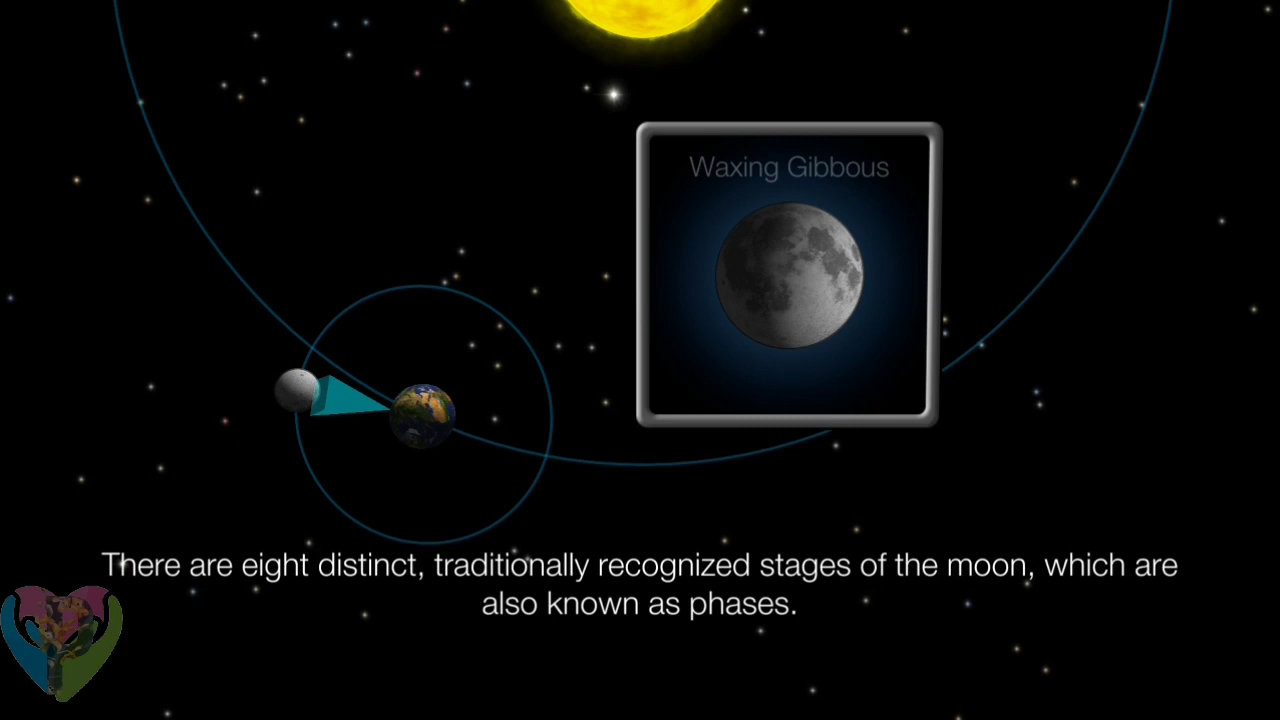 Waxing Gibbous
There are eight distinct, traditionally recognized stages of the moon, which are
also known as phases.